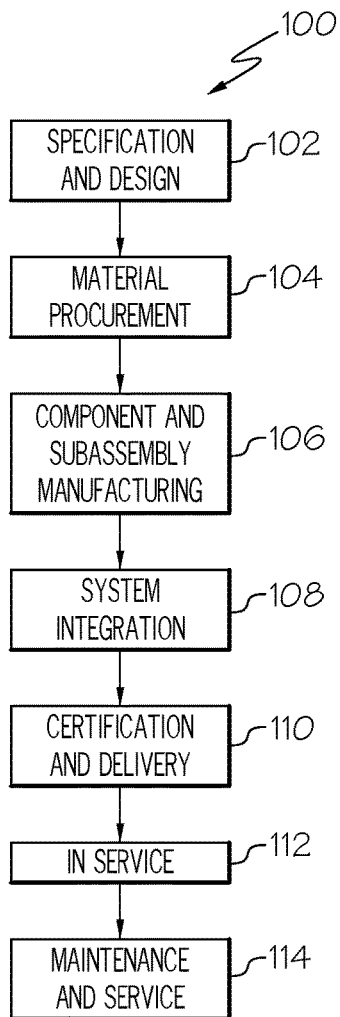 100
SPECIFICATION
AND DESIGN
102
MATERIAL
PROCUREMENT
104
COMPONENT AND
SUBASSEMBLY
MANUFACTURING
106
SYSTEM
INTEGRATION
108
CERTIFICATION
AND DELIVERY
110
IN SERVICE
112
MAINTENANCE
AND SERVICE
114